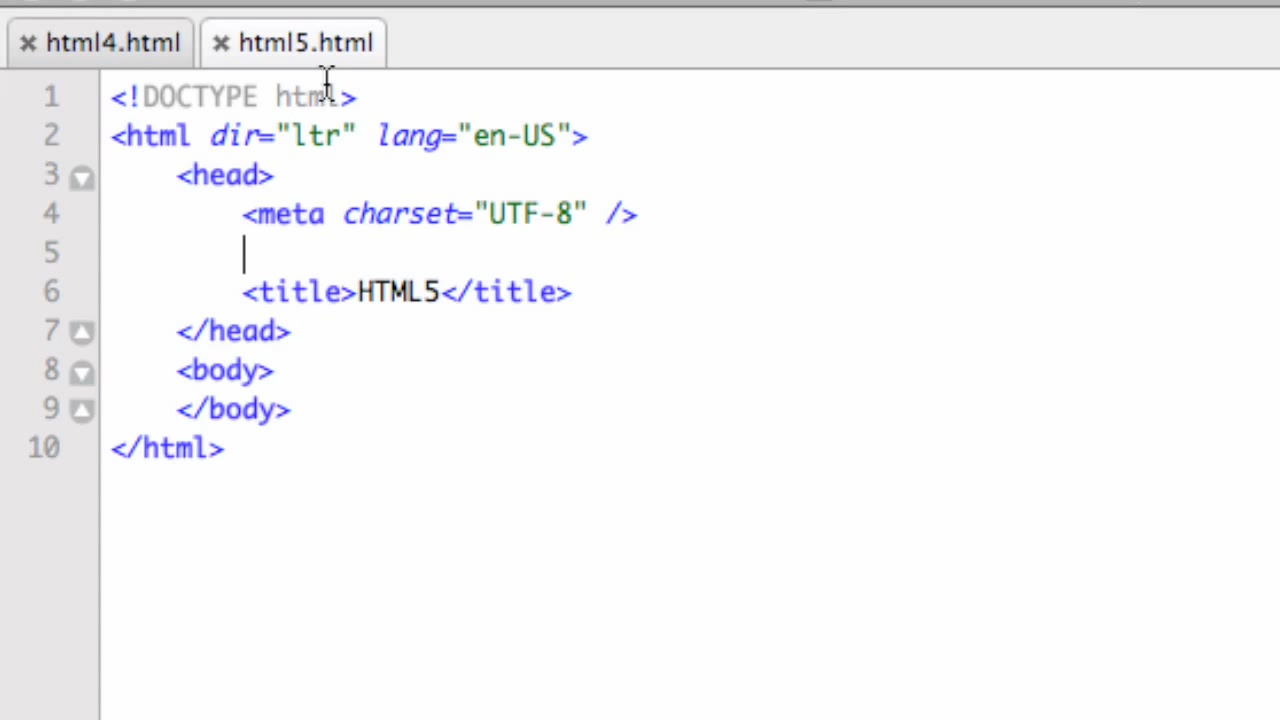 html4.html html5.html
1 <!DOCTYPE html>
2 <html dir="ltr" lang="en-US">
3 <head>
4 <meta charset="UTF-8" />
5
6 <title>HTML5</title>
7 </head>
8 <body>
9 </body>
10 </html>